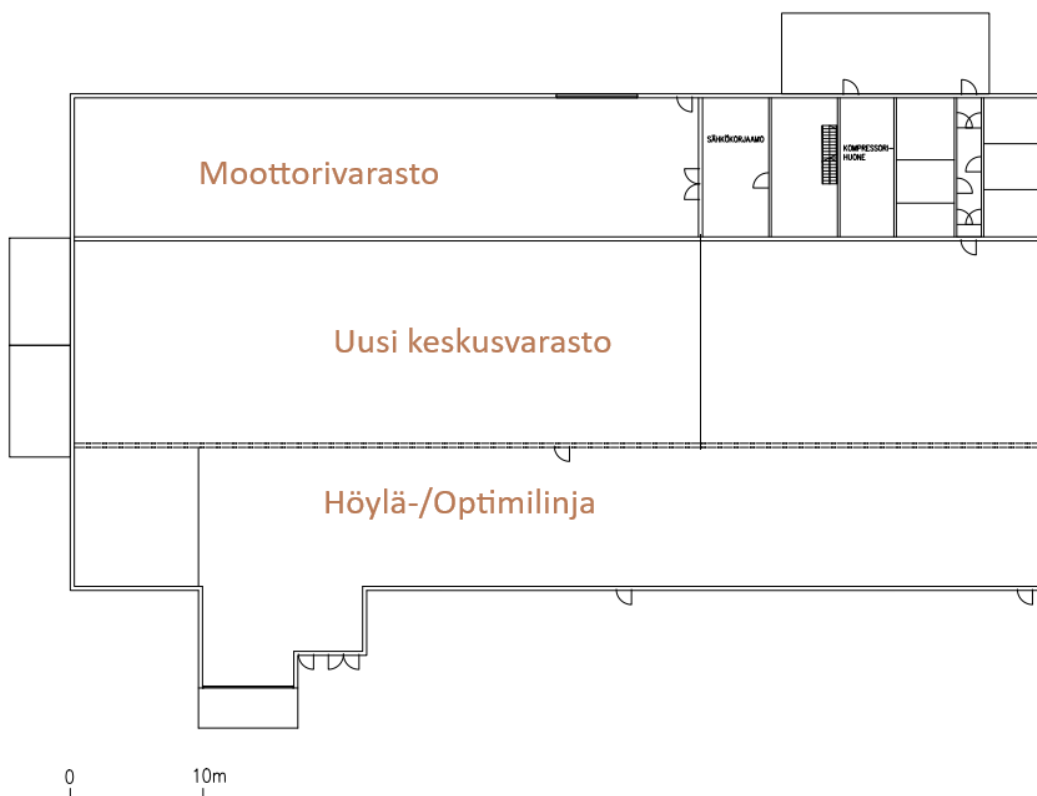 SÄHKÖKORJAAMO
KOMPRESSORI-
HUONE
Moottorivarasto
Uusi keskusvarasto
Höylä-/Optimilinja
0 10m